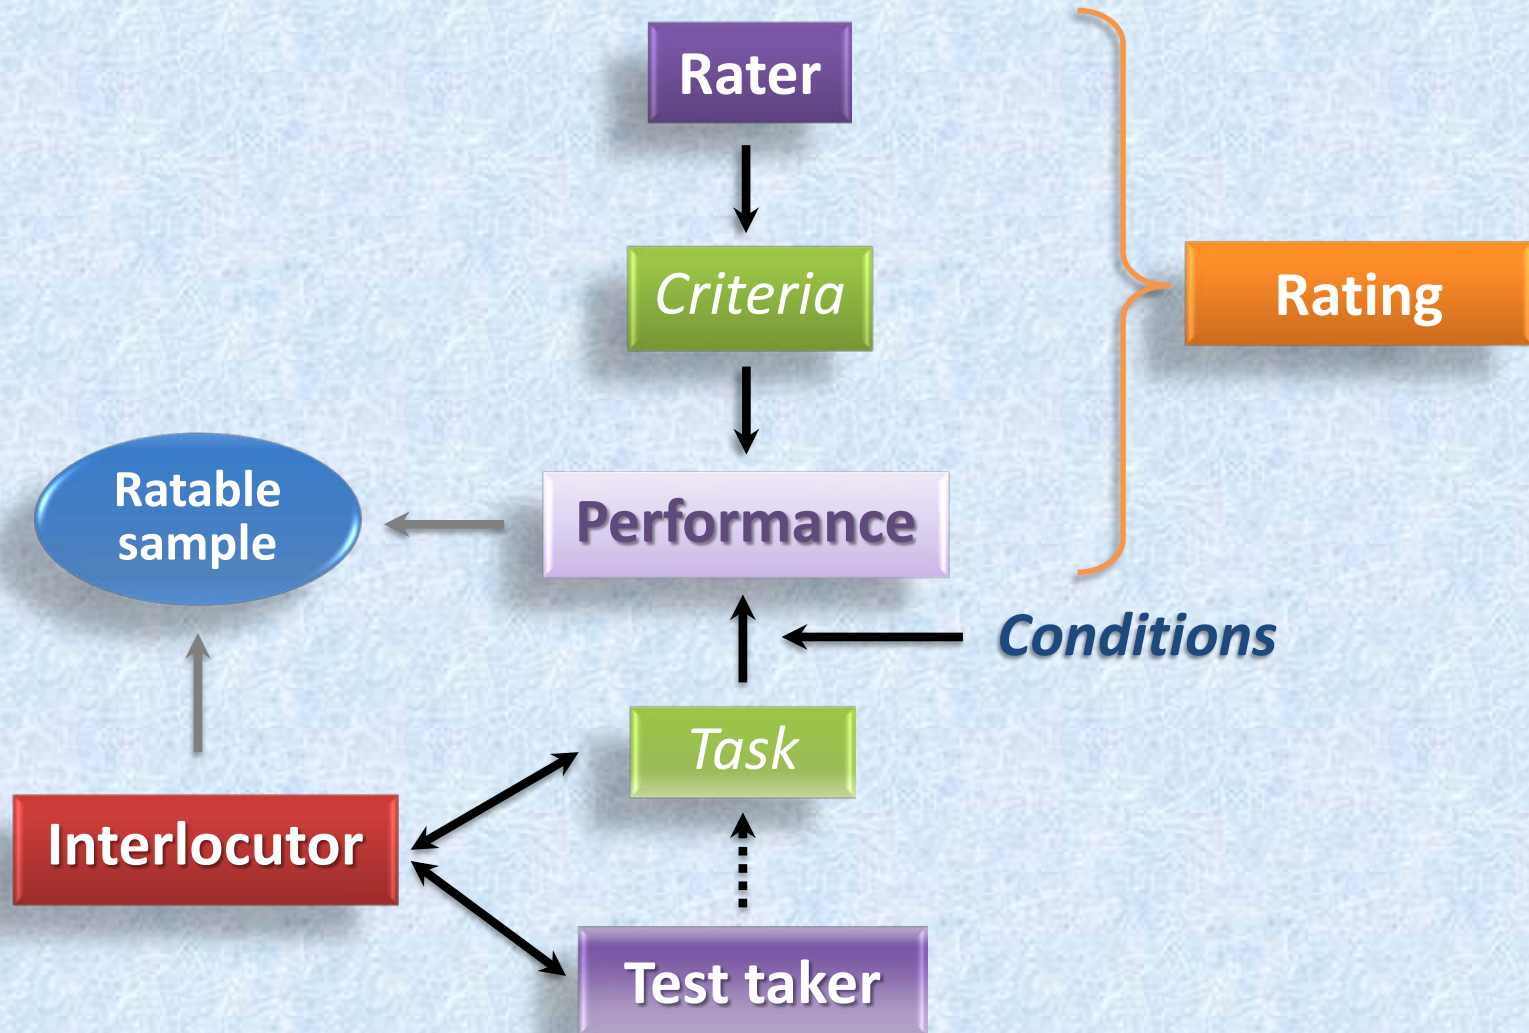 Rater
Criteria
Rating
Ratable
sample
Performance
Conditions
Task
Interlocutor
Test taker